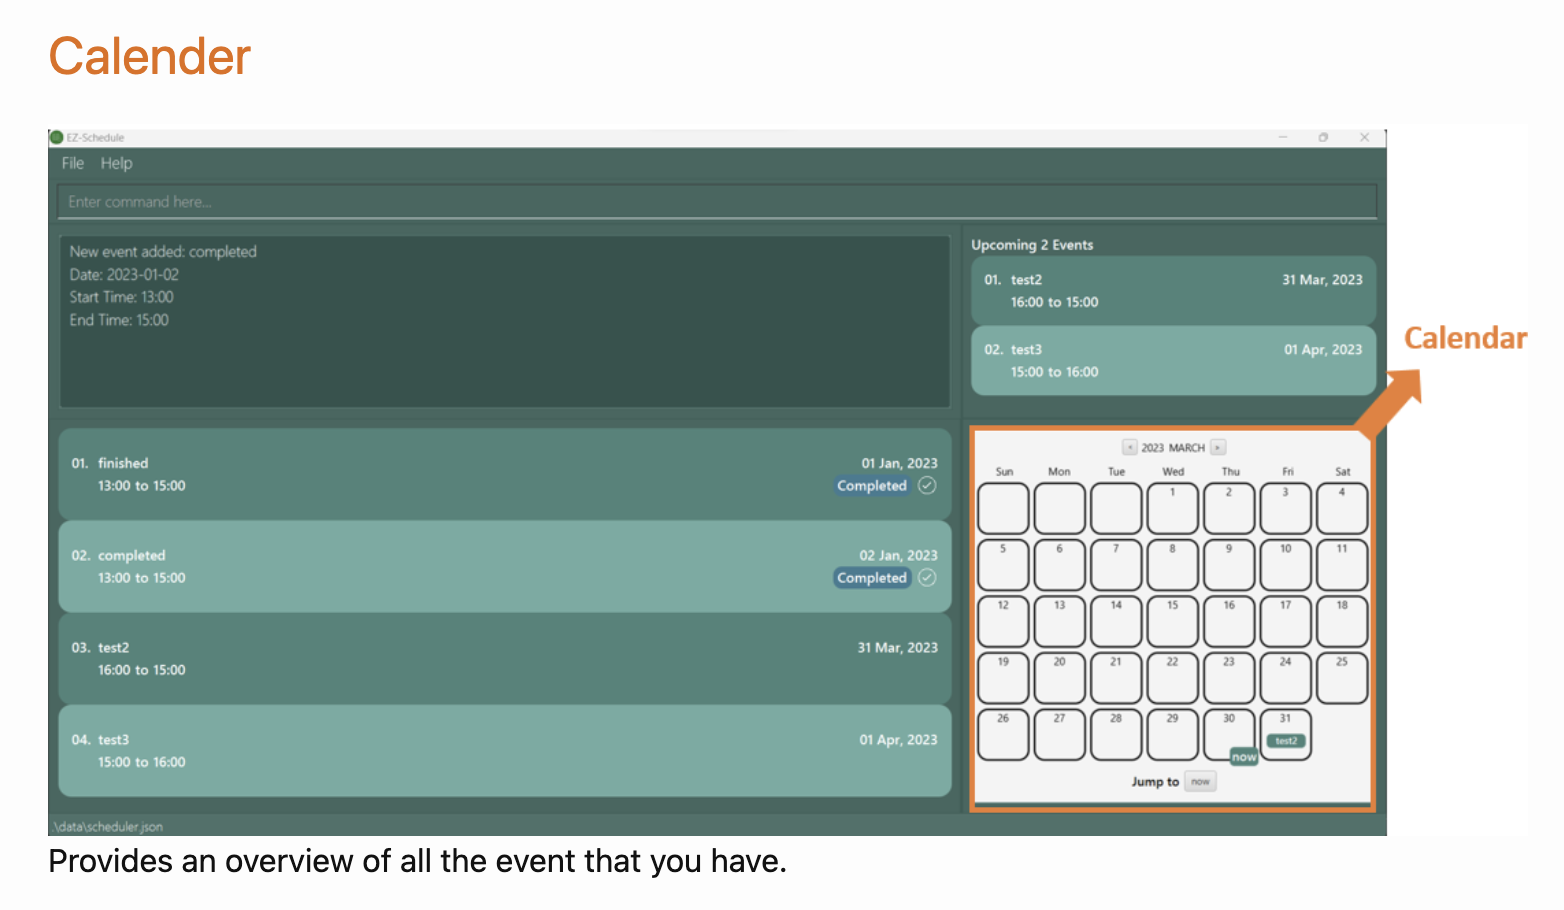 Calender
EZ-Schedule
File Help
Enter command here...
New event added: completed
Date: 2023-01-02
Start Time: 13:00
End Time: 15:00
Upcoming 2 Events
01. test2 31 Mar, 2023
16:00 to 15:00
02. test3 01 Apr, 2023
15:00 to 16:00
Calendar
01. finished 01 Jan, 2023
13:00 to 15:00 Completed
02. completed 02 Jan, 2023
13:00 to 15:00 Completed
03. test2 31 Mar, 2023
16:00 to 15:00
04. test3 01 Apr, 2023
15:00 to 16:00
2023 MARCH
Sun Mon Tue Wed Thu Fri Sat
1 2 3 4
5 6 7 8 9 10 11
12 13 14 15 16 17 18
19 20 21 22 23 24 25
26 27 28 29 30 31
test2
now
Jump to now
.\data\scheduler.json
Provides an overview of all the event that you have.